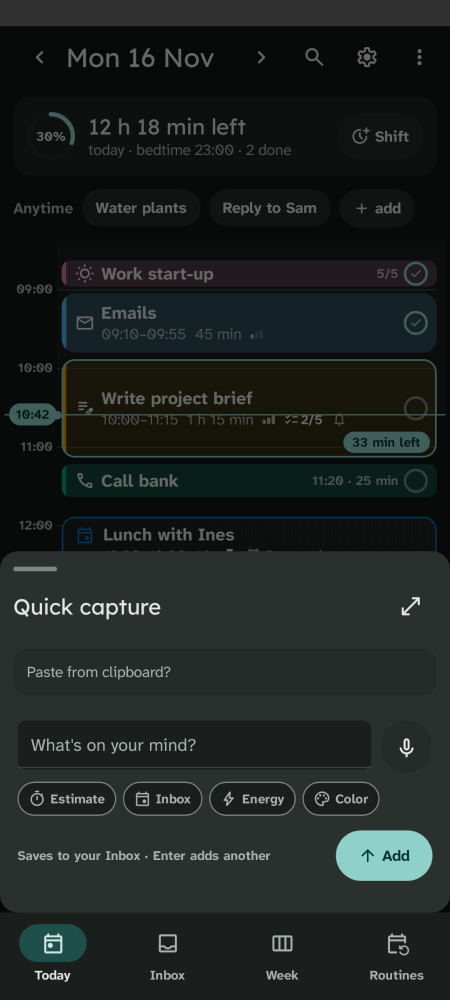 Mon 16 Nov
30%
12 h 18 min left
today · bedtime 23:00 · 2 done
Shift
Anytime
Water plants
Reply to Sam
+ add
Work start-up
5/5
09:00
Emails
09:10–09:55 45 min
10:00
Write project brief
10:42
10:00–11:15 1 h 15 min 2/5
11:00
33 min left
Call bank
11:20 · 25 min
12:00
Lunch with Ines
Quick capture
Paste from clipboard?
What's on your mind?
Estimate
Inbox
Energy
Color
Saves to your Inbox · Enter adds another
Add
Today
Inbox
Week
Routines